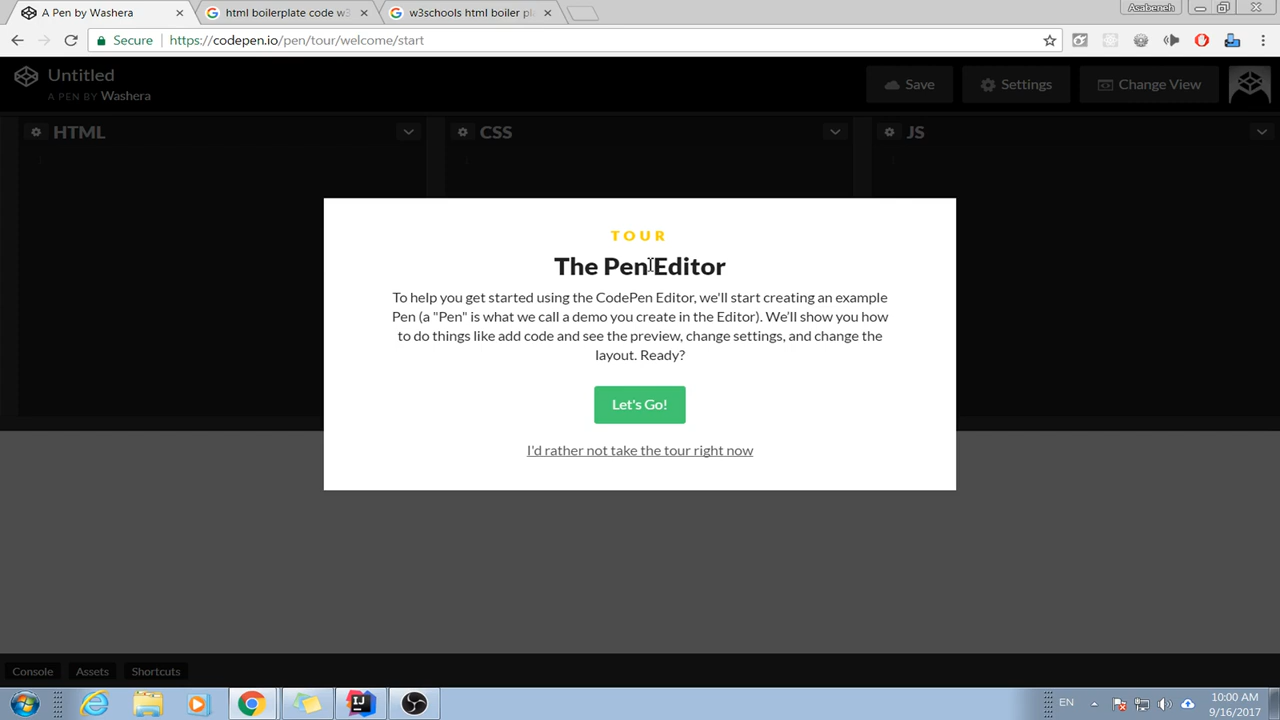 A Pen by Washera
html boilerplate code w3
w3schools html boiler pl
Asabeneh
Secure
https://codepen.io/pen/tour/welcome/start
Untitled
A PEN BY Washera
Save
Settings
Change View
HTML
CSS
JS
TOUR
The Pen Editor
To help you get started using the CodePen Editor, we'll start creating an example
Pen (a "Pen" is what we call a demo you create in the Editor). We'll show you how
to do things like add code and see the preview, change settings, and change the
layout. Ready?
Let's Go!
I'd rather not take the tour right now
Console
Assets
Shortcuts
EN
10:00 AM
9/16/2017